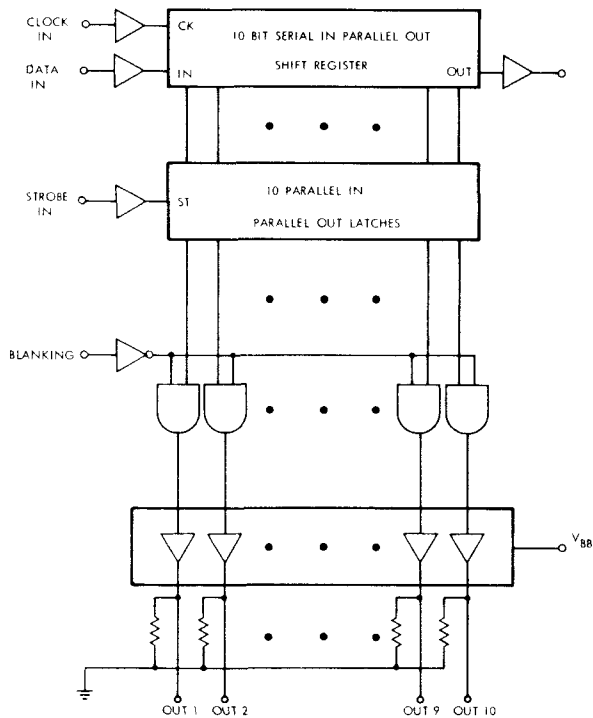 CLOCK
IN
CK
10 BIT SERIAL IN PARALLEL OUT
SHIFT REGISTER
DATA
IN
IN
OUT
STROBE
IN
ST
10 PARALLEL IN
PARALLEL OUT LATCHES
BLANKING
VBB
OUT 1
OUT 2
OUT 9
OUT 10